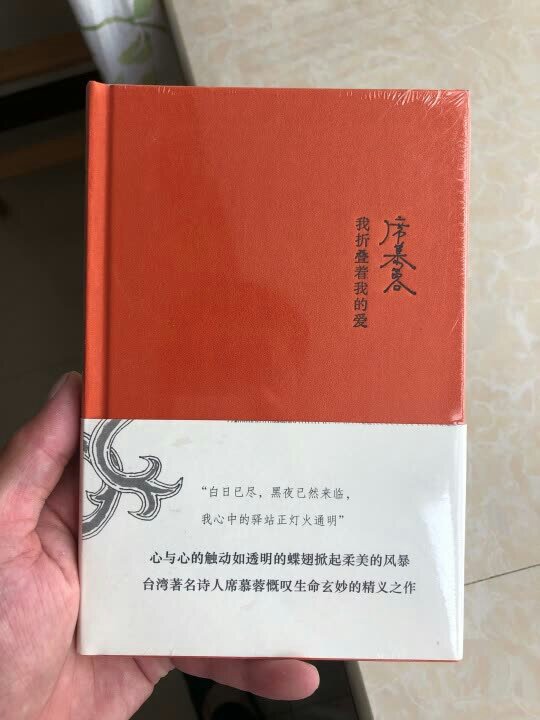 席慕蓉
我折叠着我的爱
“白日已尽，黑夜已然来临，
我心中的驿站正灯火通明”
心与心的触动如透明的蝶翅掀起柔美的风暴
台湾著名诗人席慕蓉慨叹生命玄妙的精义之作